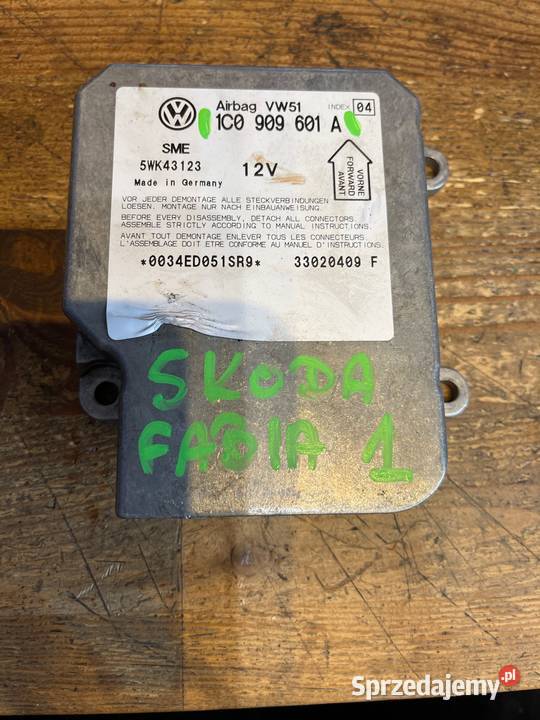 Airbag VW51 INDEX 04
1C0 909 601 A
SME
5WK43123 12V
Made in Germany
VORNE
FORWARD
AVANT
VOR JEDER DEMONTAGE ALLE STECKVERBINDUNGEN
LOESEN. MONTAGE NUR NACH EINBAUANWEISUNG.
BEFORE EVERY DISASSEMBLY, DETACH ALL CONNECTORS
ASSEMBLE STRICTLY ACCORDING TO MANUAL INSTRUCTIONS.
AVANT TOUT DEMONTAGE ENLEVER TOUS LES CONNECTEURS.
L'ASSEMBLAGE DOIT ETRE CONFORME AU MANUEL D'INSTRUCTIONS.
*0034ED051SR9* 33020409 F
SKODA
FABIA 1
Sprzedajemy.pl